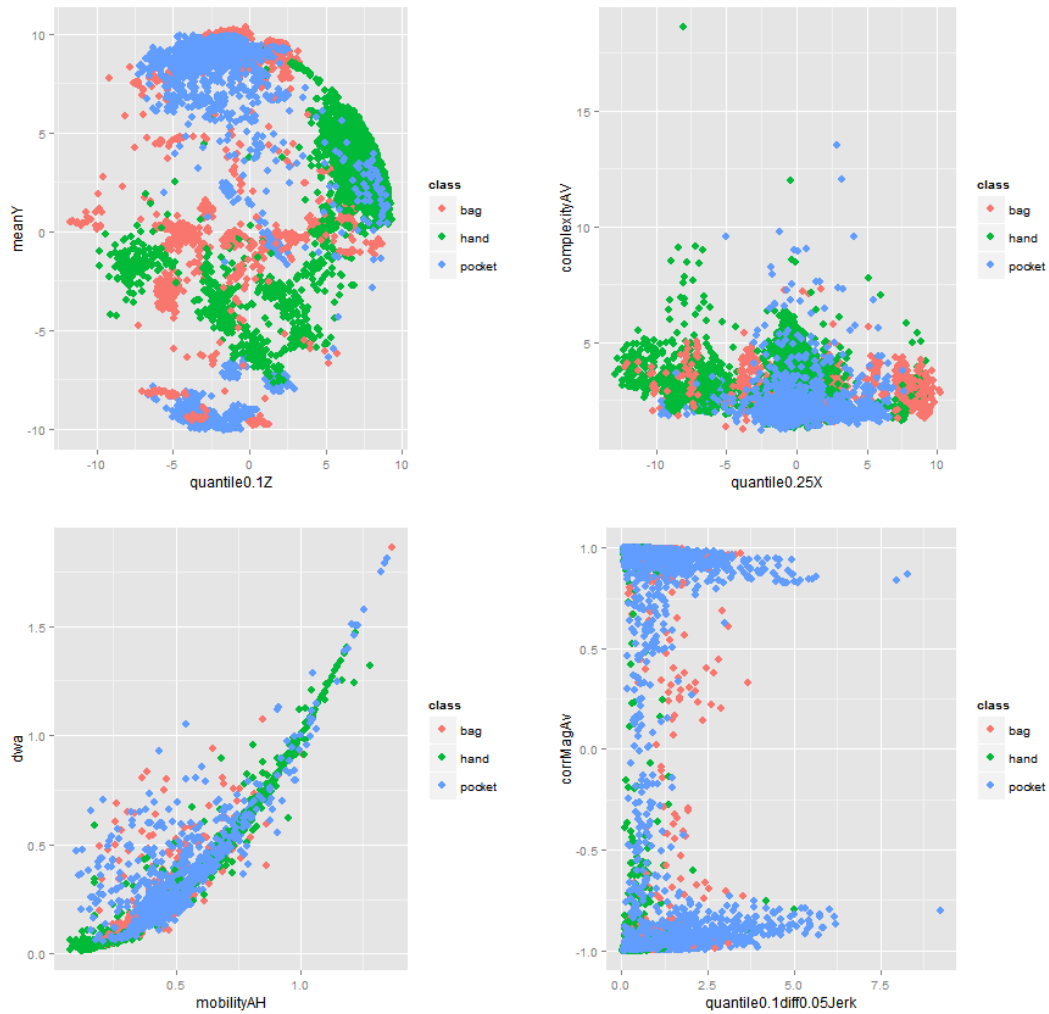 10
5
0
-5
-10
meanY
-10
-5
0
5
10
quantile0.1Z
class
bag
hand
pocket
15
10
5
complexityAV
-10
-5
0
5
10
quantile0.25X
class
bag
hand
pocket
1.5
1.0
0.5
0.0
dwa
0.5
1.0
mobilityAH
class
bag
hand
pocket
1.0
0.5
0.0
-0.5
-1.0
corrMagAv
0.0
2.5
5.0
7.5
quantile0.1diff0.05Jerk
class
bag
hand
pocket